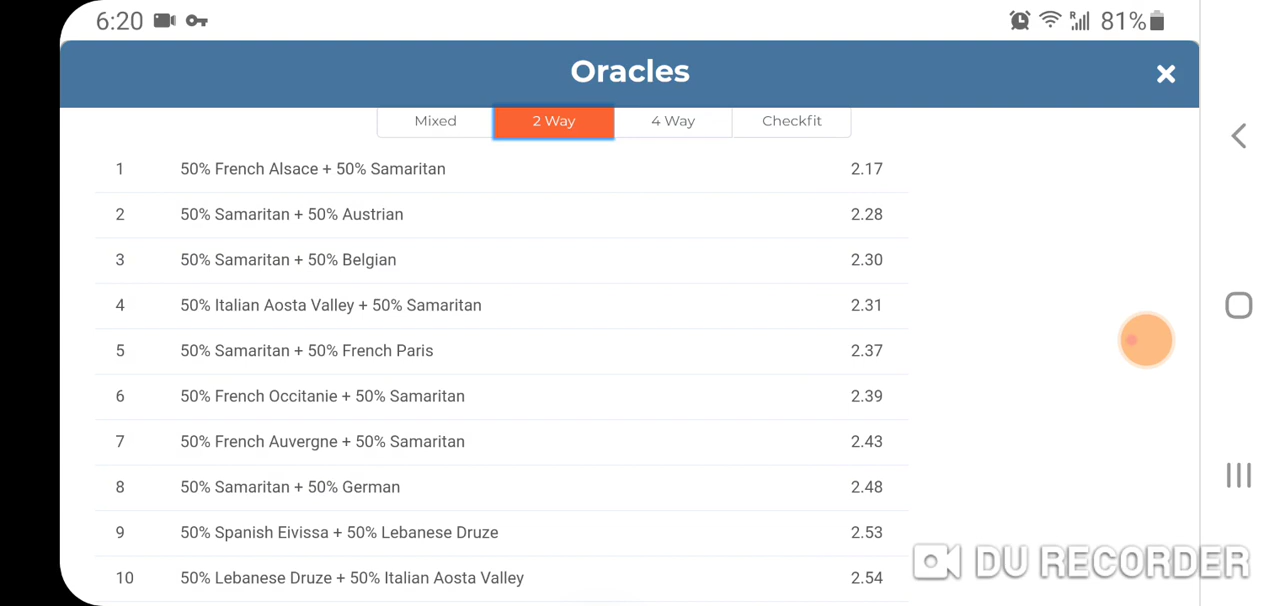 6:20 81%
Oracles
Mixed 2 Way 4 Way Checkfit
1 50% French Alsace + 50% Samaritan 2.17
2 50% Samaritan + 50% Austrian 2.28
3 50% Samaritan + 50% Belgian 2.30
4 50% Italian Aosta Valley + 50% Samaritan 2.31
5 50% Samaritan + 50% French Paris 2.37
6 50% French Occitanie + 50% Samaritan 2.39
7 50% French Auvergne + 50% Samaritan 2.43
8 50% Samaritan + 50% German 2.48
9 50% Spanish Eivissa + 50% Lebanese Druze 2.53
10 50% Lebanese Druze + 50% Italian Aosta Valley 2.54
DU RECORDER